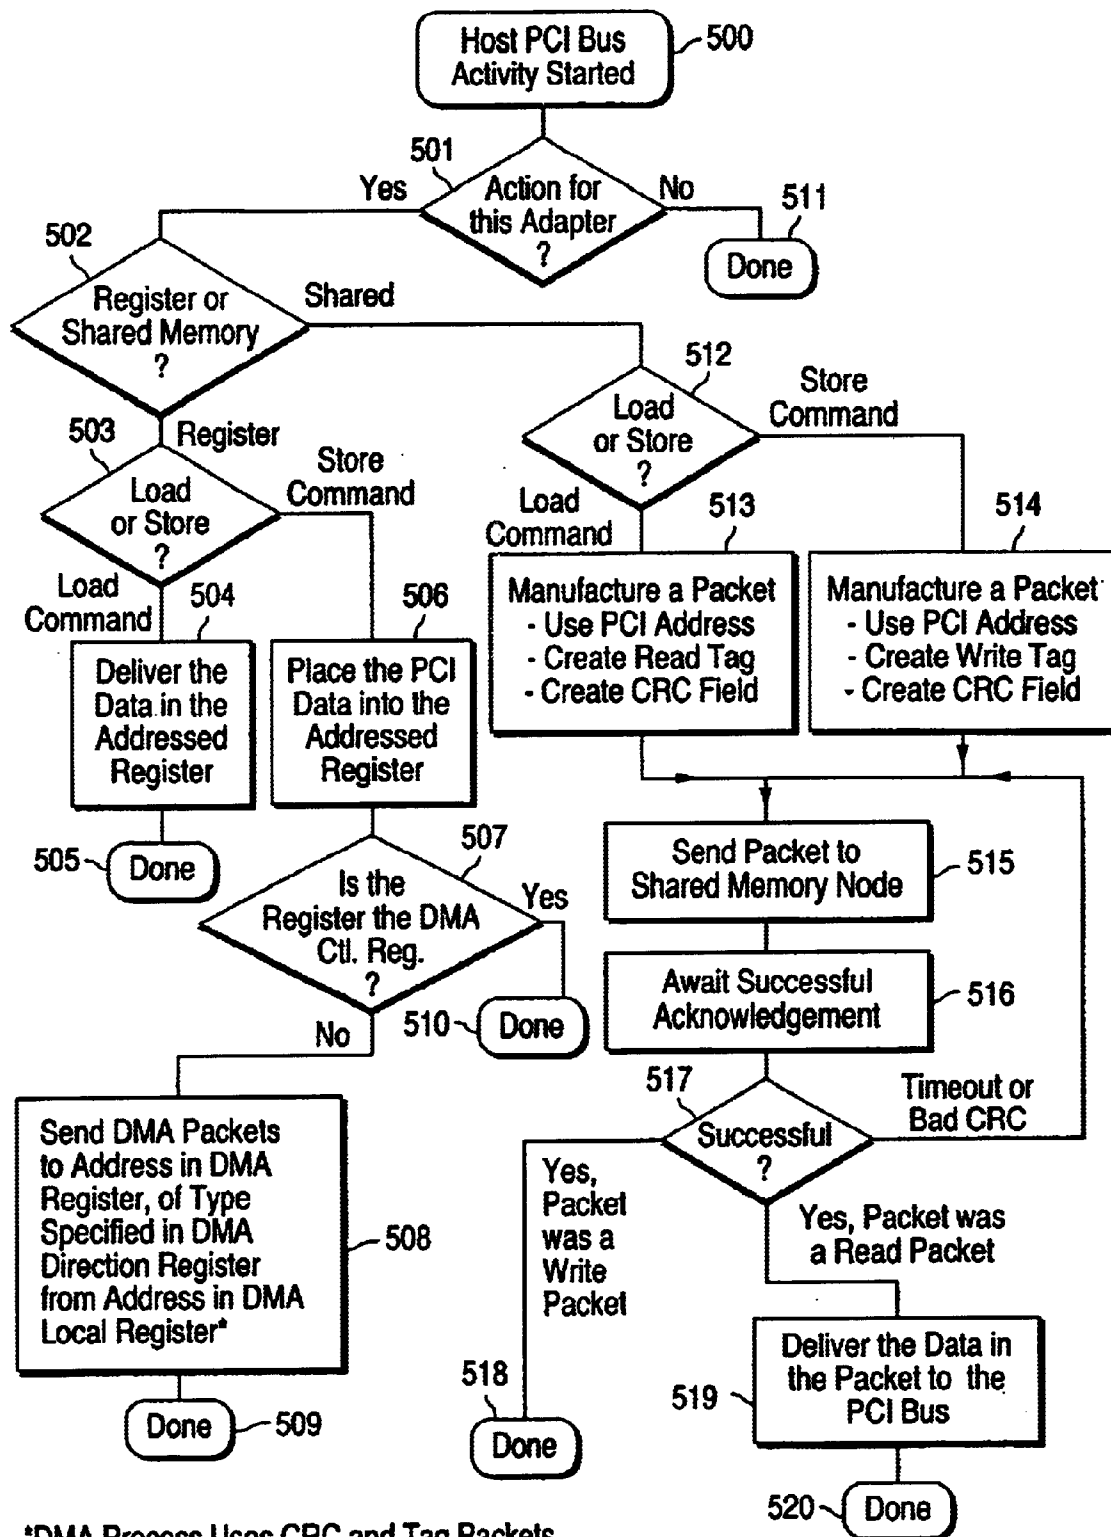 Host PCI Bus
Activity Started
500
501
Action for
this Adapter
?
Yes
No
511
Done
502
Register or
Shared Memory
?
Shared
Register
512
Load
or Store
?
Store
Command
Load
Command
503
Load
or Store
?
Store
Command
Load
Command
504
Deliver the
Data in the
Addressed
Register
505
Done
506
Place the PCI
Data into the
Addressed
Register
507
Is the
Register the DMA
Ctl. Reg.
?
Yes
510
Done
No
Send DMA Packets
to Address in DMA
Register, of Type
Specified in DMA
Direction Register
from Address in DMA
Local Register*
508
Done
509
513
Manufacture a Packet
- Use PCI Address
- Create Read Tag
- Create CRC Field
514
Manufacture a Packet
- Use PCI Address
- Create Write Tag
- Create CRC Field
Send Packet to
Shared Memory Node
515
Await Successful
Acknowledgement
516
517
Successful
?
Timeout or
Bad CRC
Yes,
Packet
was a
Write
Packet
Yes, Packet was
a Read Packet
518
Done
519
Deliver the Data in
the Packet to the
PCI Bus
520
Done
*DMA Process Uses CRC and Tag Packets